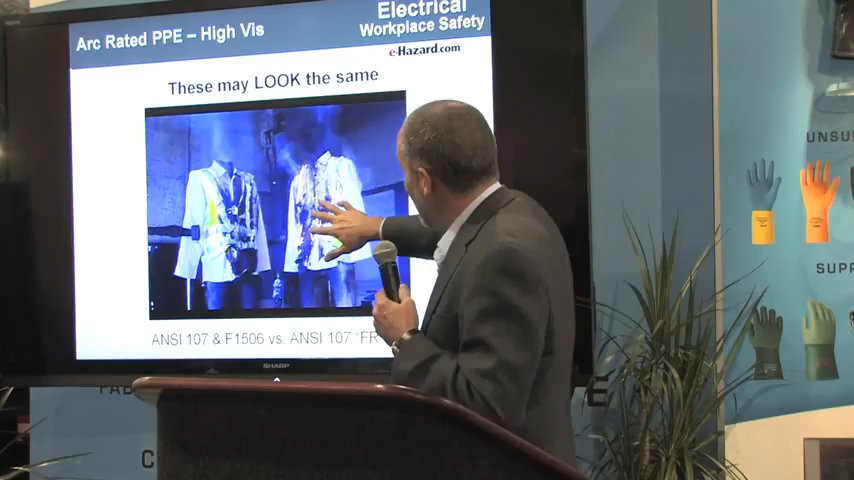 Arc Rated PPE – High Vis
Electrical
Workplace Safety
e-Hazard.com
These may LOOK the same
ANSI 107 & F1506 vs. ANSI 107 "FR
SHARP
UNSU
SUPP
FAB
C
E